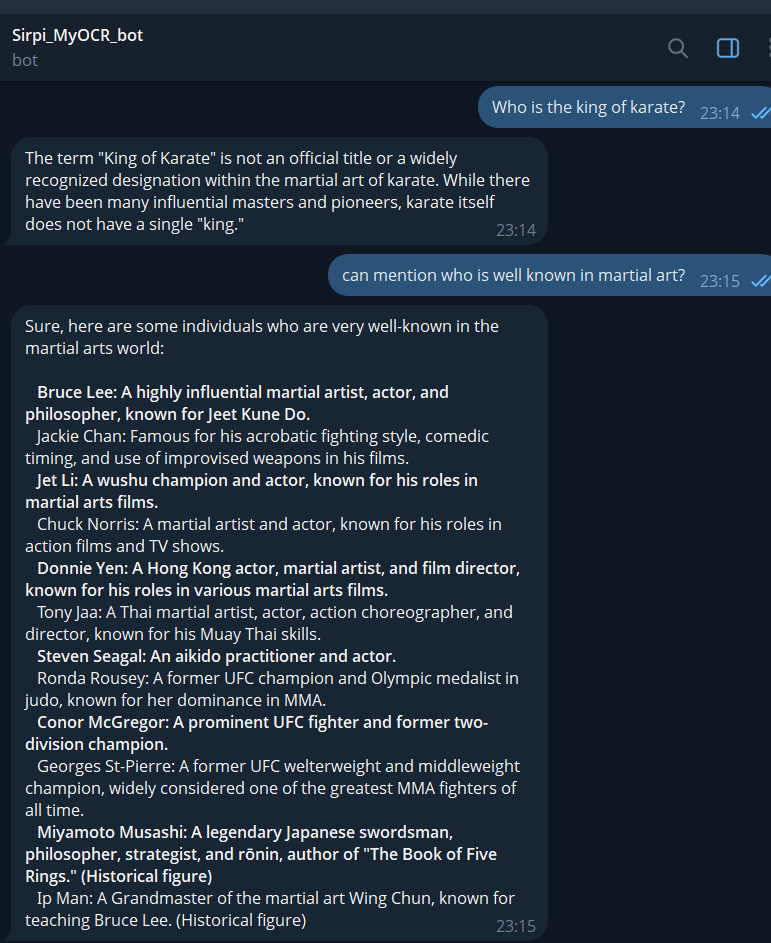 Sirpi_MyOCR_bot
bot
Who is the king of karate? 23:14
The term "King of Karate" is not an official title or a widely
recognized designation within the martial art of karate. While there
have been many influential masters and pioneers, karate itself
does not have a single "king."
23:14
can mention who is well known in martial art? 23:15
Sure, here are some individuals who are very well-known in the
martial arts world:
Bruce Lee: A highly influential martial artist, actor, and
philosopher, known for Jeet Kune Do.
Jackie Chan: Famous for his acrobatic fighting style, comedic
timing, and use of improvised weapons in his films.
Jet Li: A wushu champion and actor, known for his roles in
martial arts films.
Chuck Norris: A martial artist and actor, known for his roles in
action films and TV shows.
Donnie Yen: A Hong Kong actor, martial artist, and film director,
known for his roles in various martial arts films.
Tony Jaa: A Thai martial artist, actor, action choreographer, and
director, known for his Muay Thai skills.
Steven Seagal: An aikido practitioner and actor.
Ronda Rousey: A former UFC champion and Olympic medalist in
judo, known for her dominance in MMA.
Conor McGregor: A prominent UFC fighter and former two-
division champion.
Georges St-Pierre: A former UFC welterweight and middleweight
champion, widely considered one of the greatest MMA fighters of
all time.
Miyamoto Musashi: A legendary Japanese swordsman,
philosopher, strategist, and rōnin, author of "The Book of Five
Rings." (Historical figure)
Ip Man: A Grandmaster of the martial art Wing Chun, known for
teaching Bruce Lee. (Historical figure)
23:15